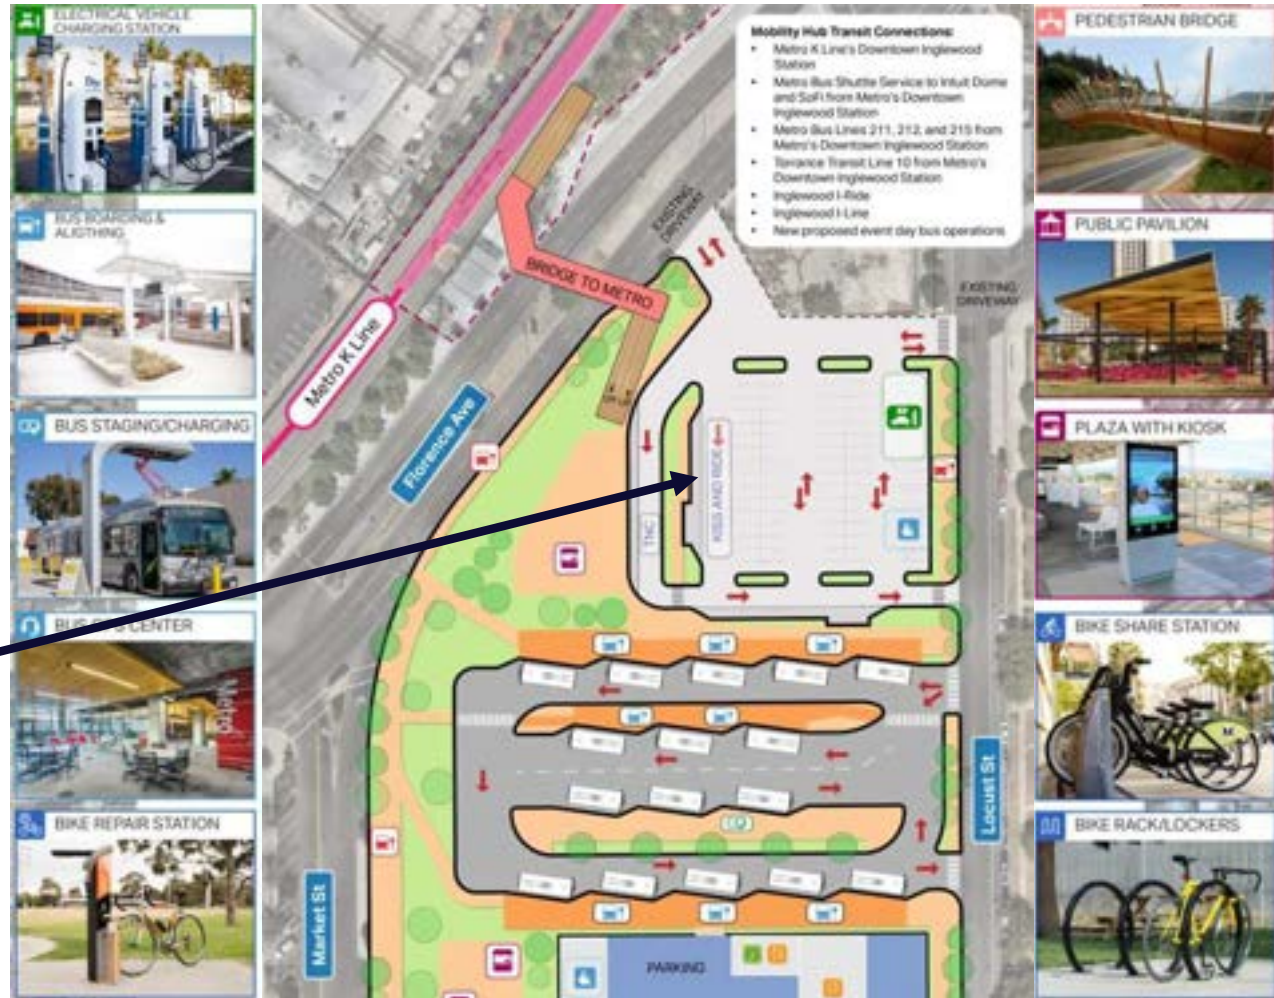 ELECTRICAL VEHICLE
CHARGING STATION
BUS BOARDING &
ALIGTHING
BUS STAGING/CHARGING
BUS OPS CENTER
Metro
BIKE REPAIR STATION
Mobility Hub Transit Connections:
• Metro K Line's Downtown Inglewood
Station
• Metro Bus Shuttle Service to Intuit Dome
and SoFi from Metro's Downtown
Inglewood Station
• Metro Bus Lines 211, 212, and 215 from
Metro's Downtown Inglewood Station
• Torrance Transit Line 10 from Metro's
Downtown Inglewood Station
• Inglewood I-Ride
• Inglewood I-Line
• New proposed event day bus operations
EXISTING
DRIVEWAY
EXISTING
DRIVEWAY
BRIDGE TO METRO
Metro K Line
Florence Ave
TNC
KISS AND RIDE
Locust St
Market St
PARKING
PEDESTRIAN BRIDGE
PUBLIC PAVILION
PLAZA WITH KIOSK
BIKE SHARE STATION
BIKE RACK/LOCKERS